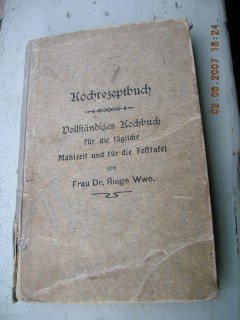 Kochrezeptbuch
Vollständiges Kochbuch
für die tägliche
Mahlzeit und für die Festtafel
von
Frau Dr. Riege Wwe.
02-06-2007 16:24